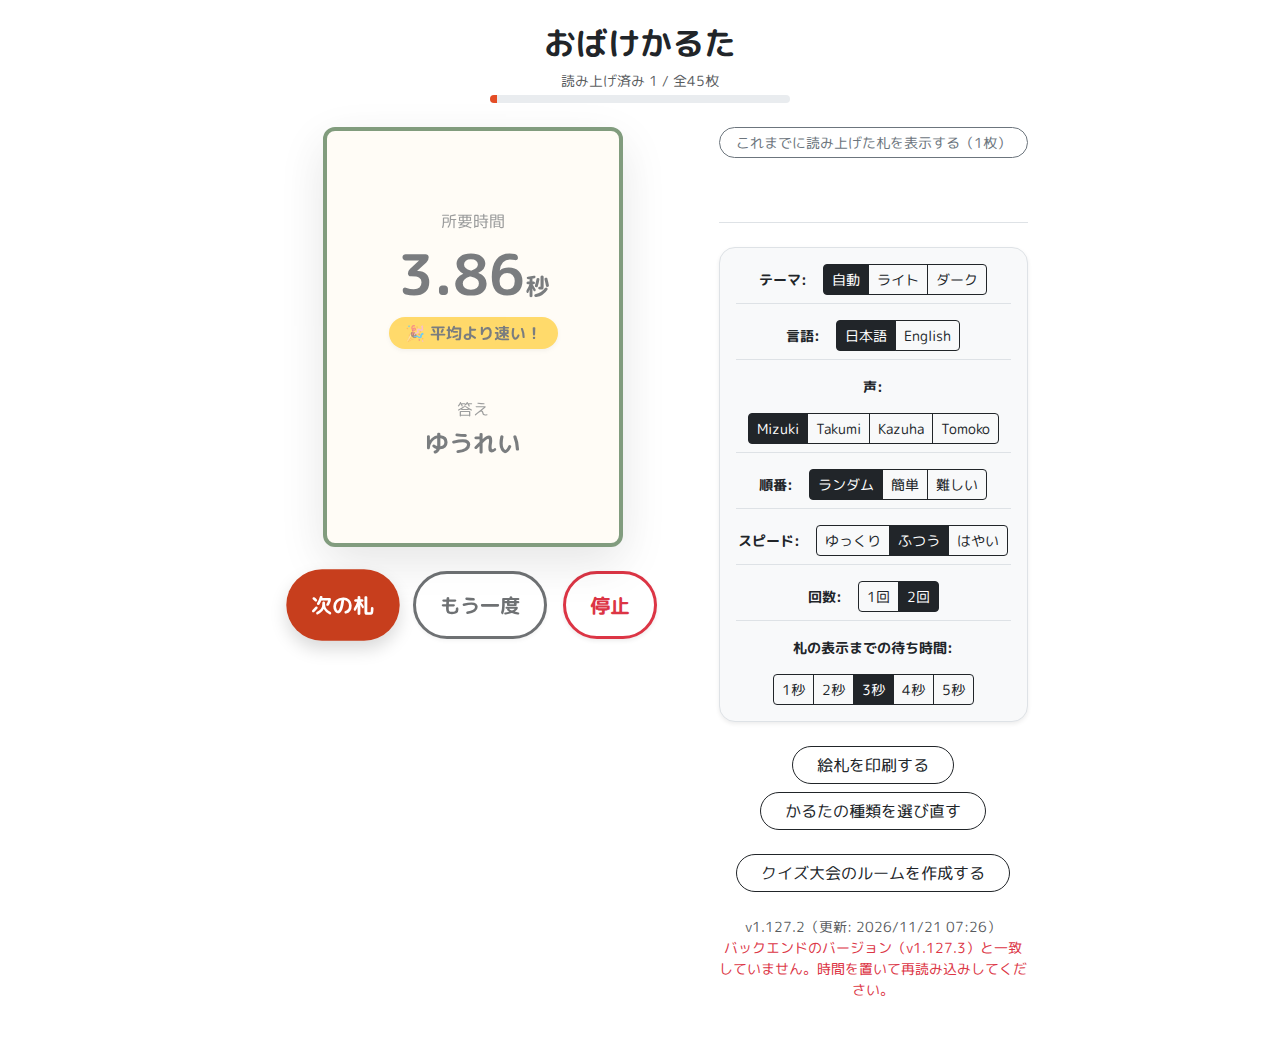 おばけかるた
読み上げ済み 1 / 全45枚
所要時間
3.86秒
🎉 平均より速い！
答え
ゆうれい
次の札
もう一度
停止
これまでに読み上げた札を表示する（1枚）
テーマ: 自動 ライト ダーク
言語: 日本語 English
声:
Mizuki Takumi Kazuha Tomoko
順番: ランダム 簡単 難しい
スピード: ゆっくり ふつう はやい
回数: 1回 2回
札の表示までの待ち時間:
1秒 2秒 3秒 4秒 5秒
絵札を印刷する
かるたの種類を選び直す
クイズ大会のルームを作成する
v1.127.2（更新: 2026/11/21 07:26）
バックエンドのバージョン（v1.127.3）と一致
していません。時間を置いて再読み込みしてくだ
さい。